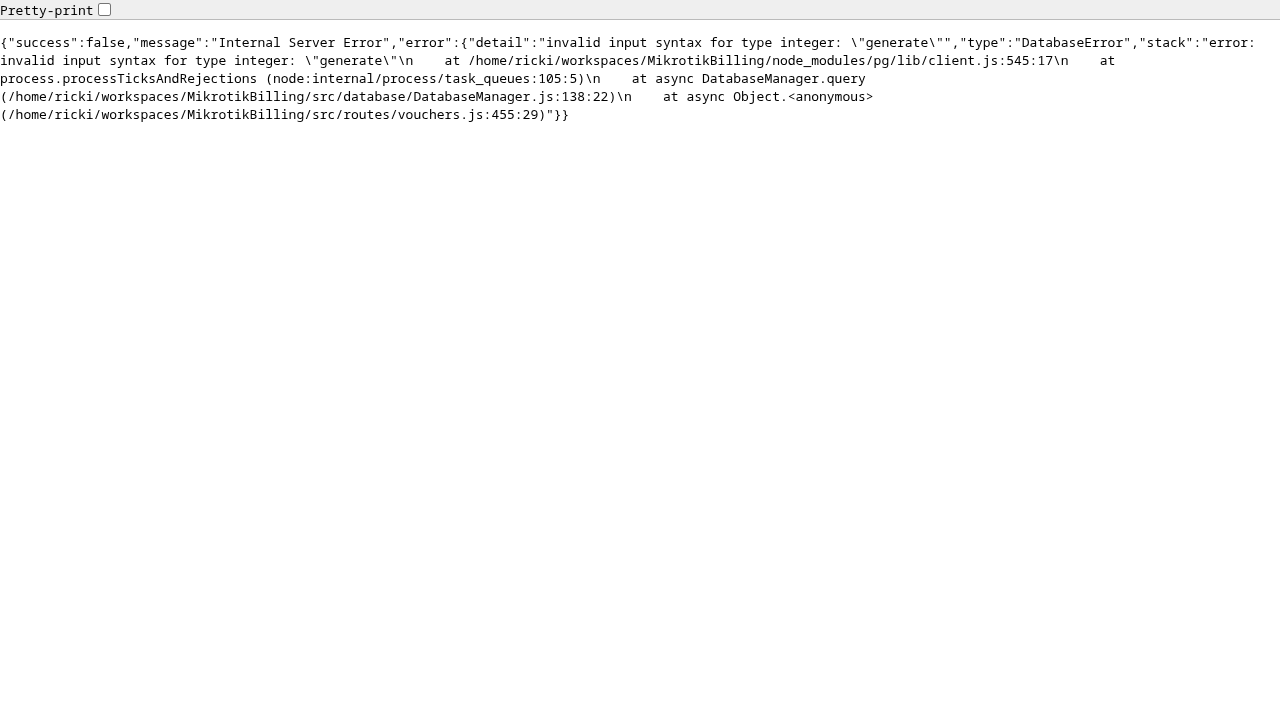 Pretty-print
{"success":false,"message":"Internal Server Error","error":{"detail":"invalid input syntax for type integer: \"generate\"","type":"DatabaseError","stack":"error:
invalid input syntax for type integer: \"generate\"\n    at /home/ricki/workspaces/MikrotikBilling/node_modules/pg/lib/client.js:545:17\n    at
process.processTicksAndRejections (node:internal/process/task_queues:105:5)\n    at async DatabaseManager.query
(/home/ricki/workspaces/MikrotikBilling/src/database/DatabaseManager.js:138:22)\n    at async Object.<anonymous>
(/home/ricki/workspaces/MikrotikBilling/src/routes/vouchers.js:455:29)"}}